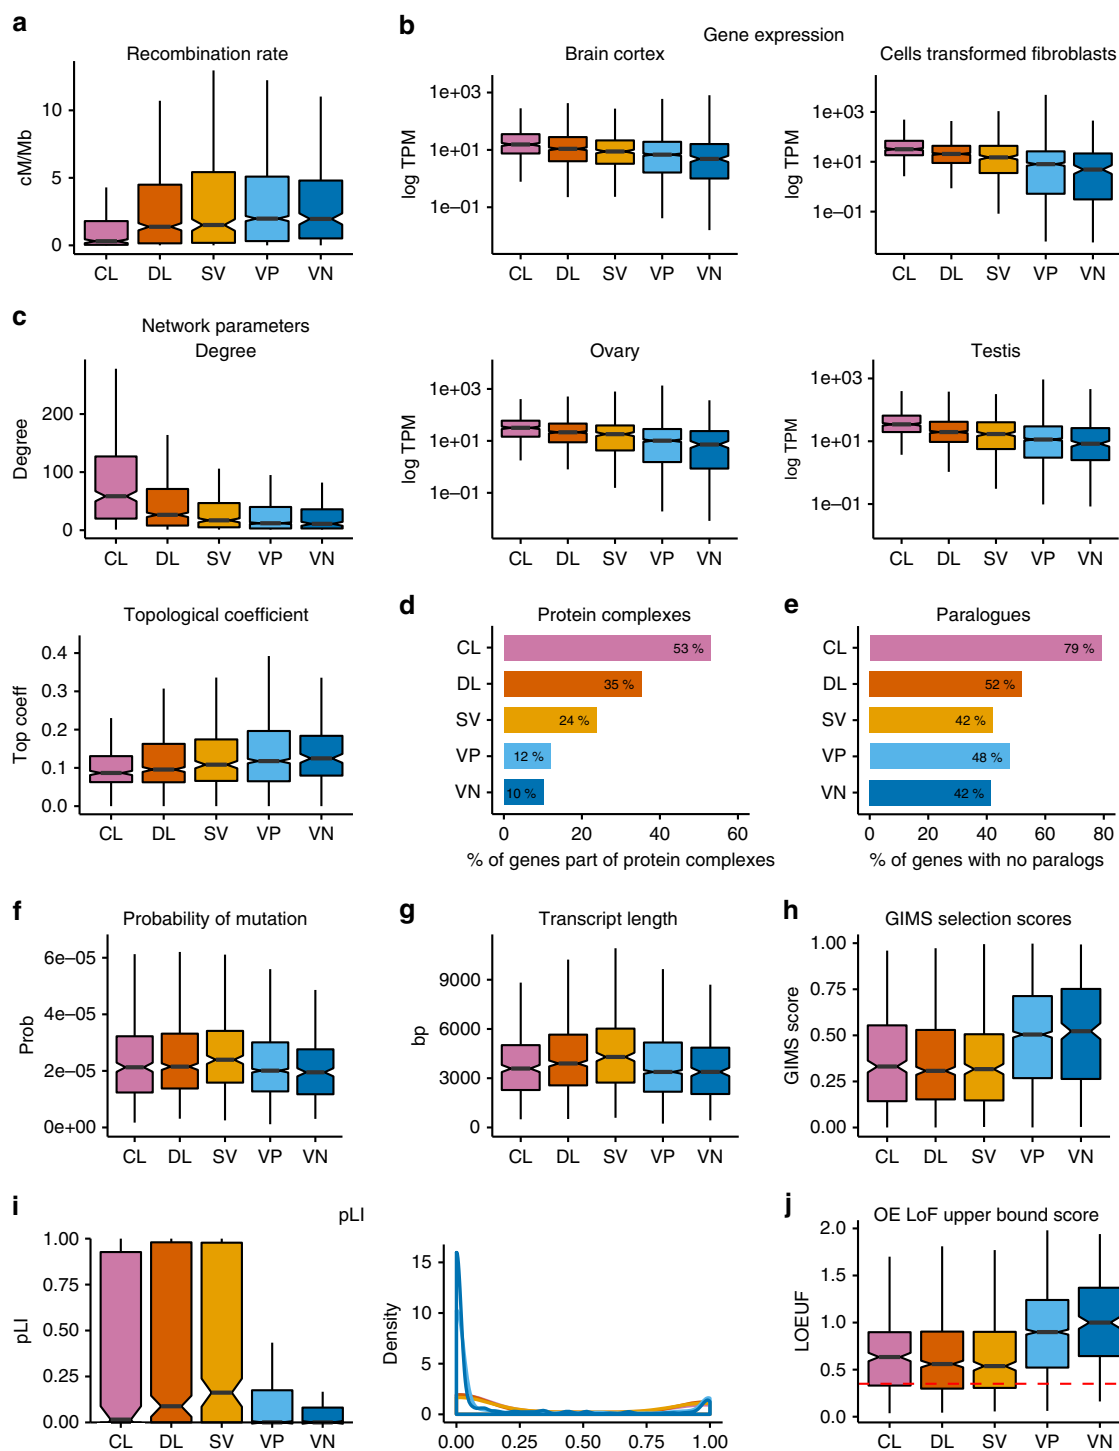 a
Recombination rate
cM/Mb
10
5
0
CL DL SV VP VN
b
Gene expression
Brain cortex
log TPM
1e+03
1e+01
1e−01
CL DL SV VP VN
Cells transformed fibroblasts
log TPM
1e+03
1e+01
1e−01
CL DL SV VP VN
c
Network parameters
Degree
Degree
200
100
0
CL DL SV VP VN
Ovary
log TPM
1e+03
1e+01
1e−01
CL DL SV VP VN
Testis
log TPM
1e+03
1e+01
1e−01
CL DL SV VP VN
Topological coefficient
Top coeff
0.4
0.3
0.2
0.1
0.0
CL DL SV VP VN
d
Protein complexes
CL 53 %
DL 35 %
SV 24 %
VP 12 %
VN 10 %
0 20 40 60
% of genes part of protein complexes
e
Paralogues
CL 79 %
DL 52 %
SV 42 %
VP 48 %
VN 42 %
0 20 40 60 80
% of genes with no paralogs
f
Probability of mutation
Prob
6e−05
4e−05
2e−05
0e+00
CL DL SV VP VN
g
Transcript length
bp
9000
6000
3000
0
CL DL SV VP VN
h
GIMS selection scores
GIMS score
1.00
0.75
0.50
0.25
0.00
CL DL SV VP VN
i
pLI
pLI
1.00
0.75
0.50
0.25
0.00
CL DL SV VP VN
Density
15
10
5
0
0.00 0.25 0.50 0.75 1.00
j
OE LoF upper bound score
LOEUF
2.0
1.5
1.0
0.5
0.0
CL DL SV VP VN